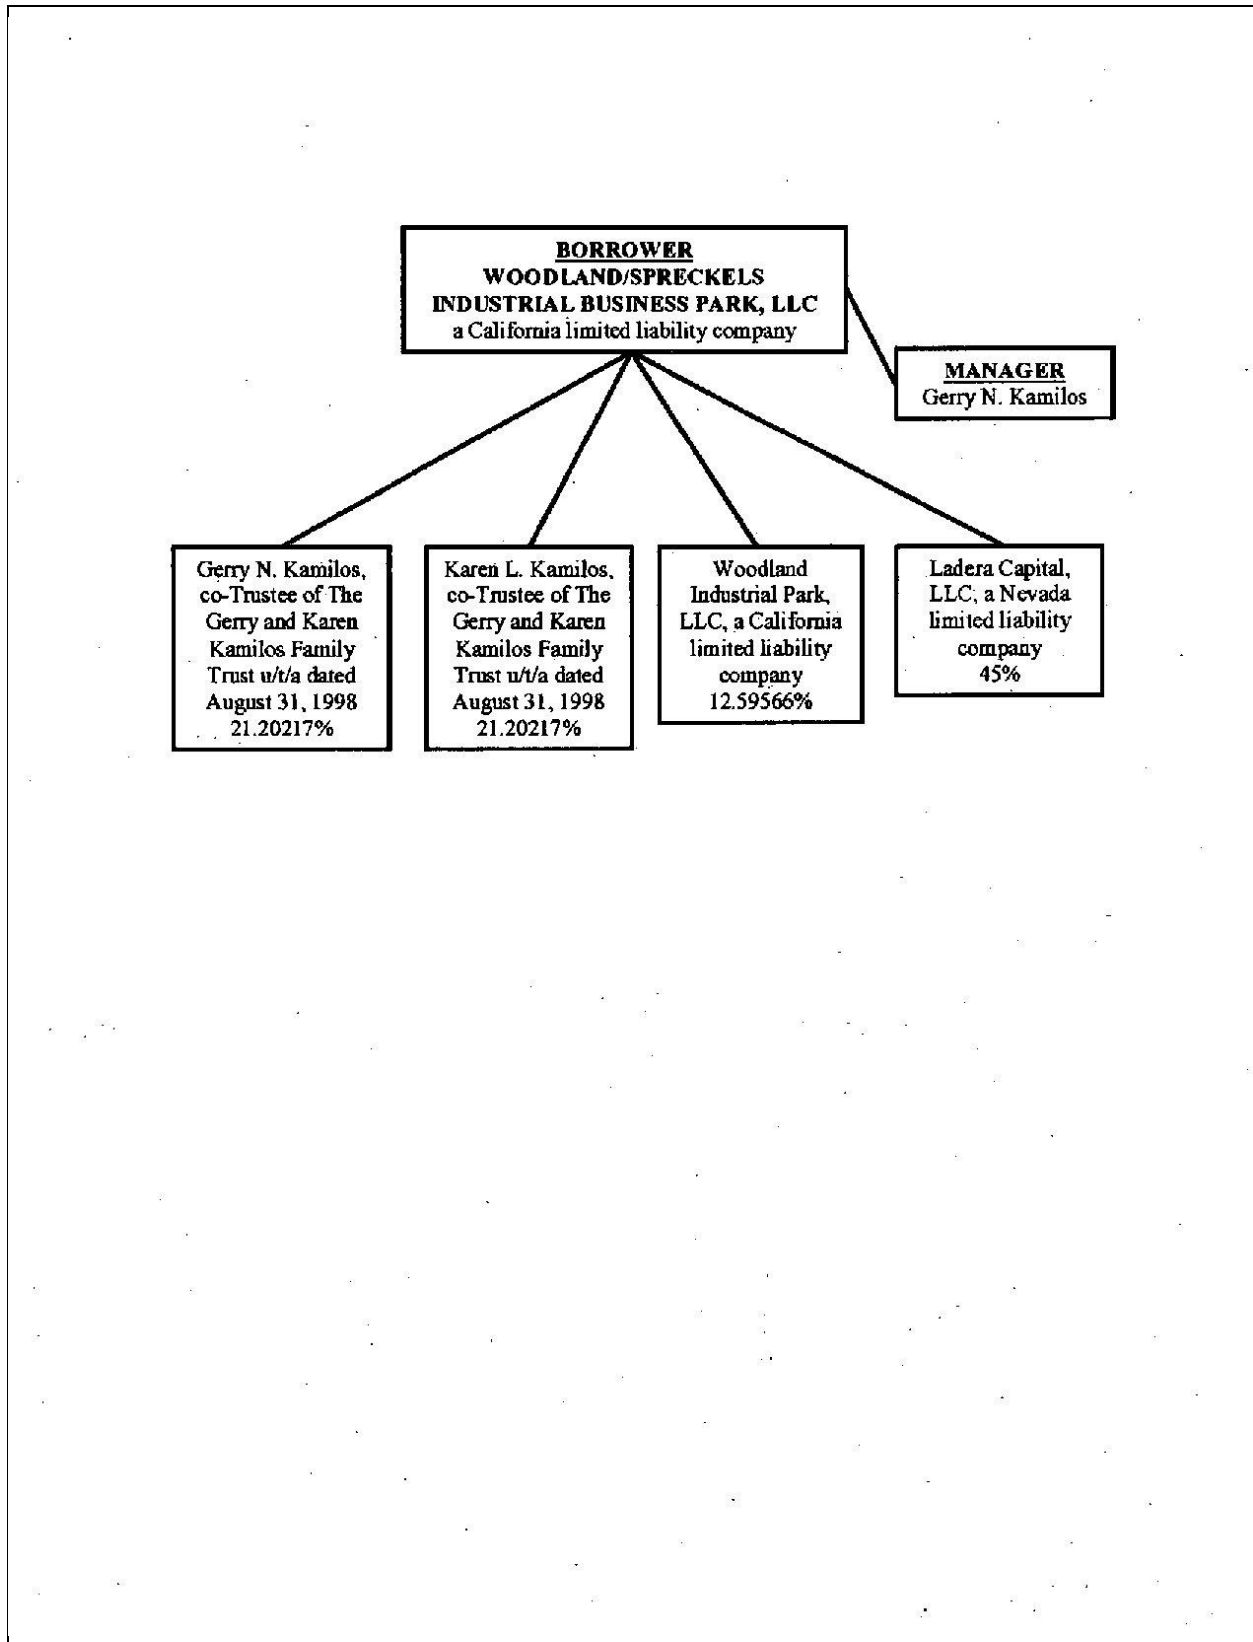 BORROWER
WOODLAND/SPRECKELS
INDUSTRIAL BUSINESS PARK, LLC
a California limited liability company
MANAGER
Gerry N. Kamilos
Gerry N. Kamilos,
co-Trustee of The
Gerry and Karen
Kamilos Family
Trust u/t/a dated
August 31, 1998
21.20217%
Karen L. Kamilos,
co-Trustee of The
Gerry and Karen
Kamilos Family
Trust u/t/a dated
August 31, 1998
21.20217%
Woodland
Industrial Park,
LLC, a California
limited liability
company
12.59566%
Ladera Capital,
LLC, a Nevada
limited liability
company
45%